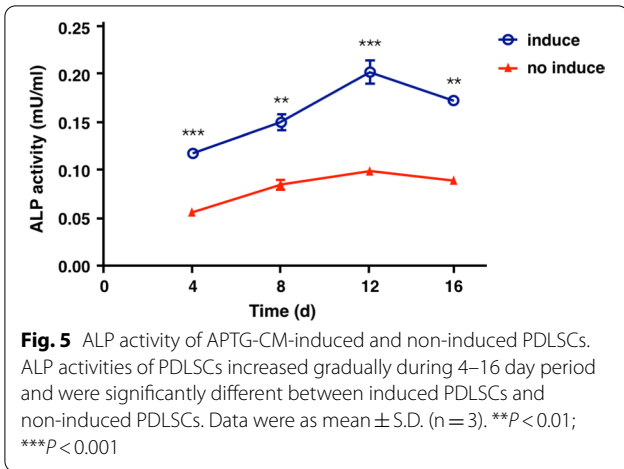 0.25
0.20
0.15
0.10
0.05
0.00
ALP activity (mU/ml)
***
**
***
**
induce
no induce
0 4 8 12 16
Time (d)
Fig. 5 ALP activity of APTG-CM-induced and non-induced PDLSCs.
ALP activities of PDLSCs increased gradually during 4–16 day period
and were significantly different between induced PDLSCs and
non-induced PDLSCs. Data were as mean ± S.D. (n = 3). **P < 0.01;
***P < 0.001